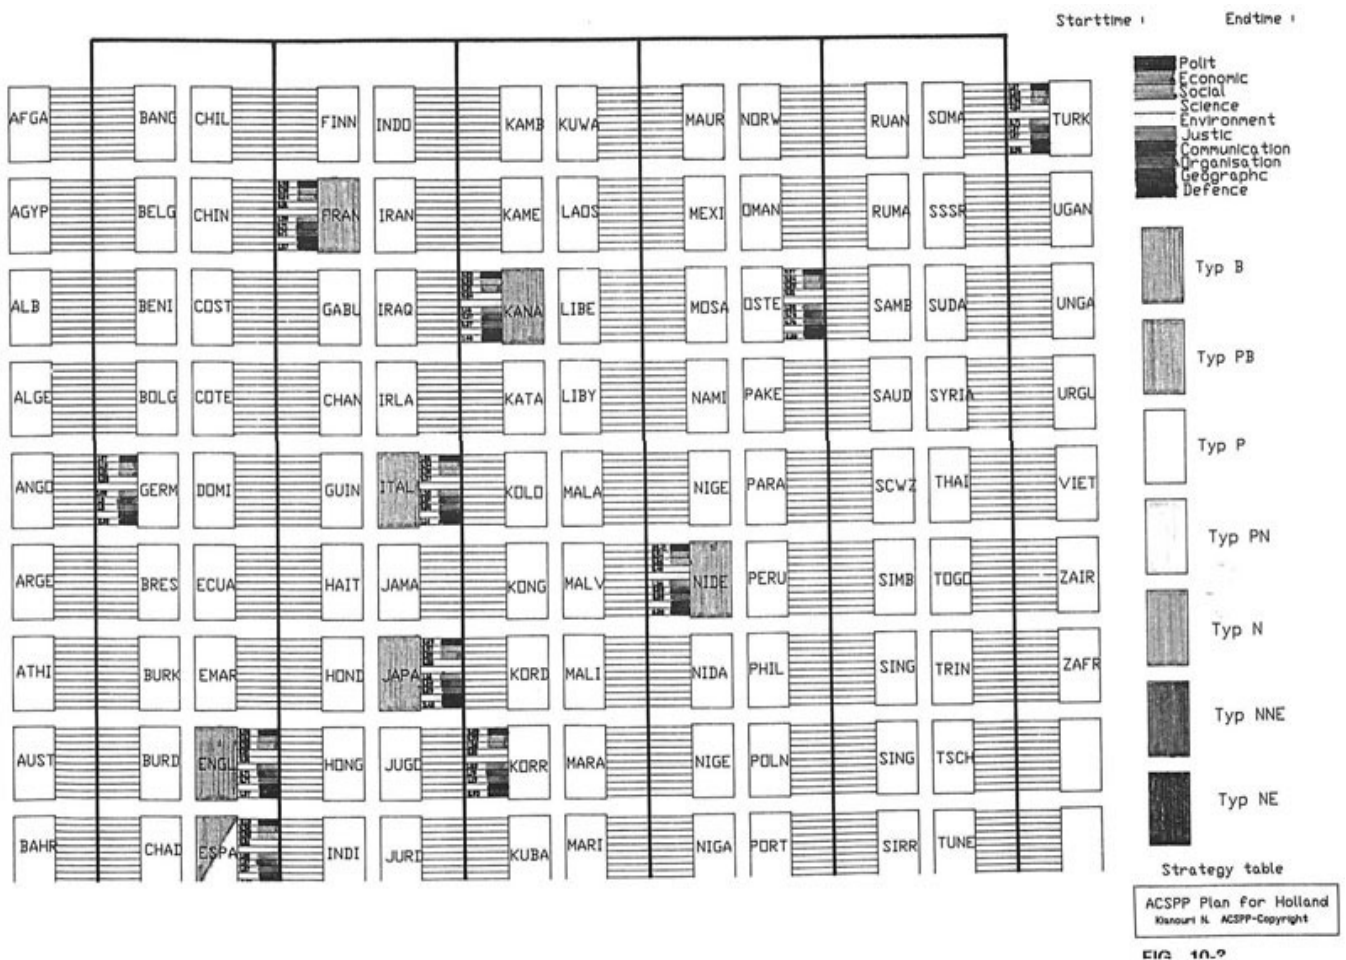 Starttime : Endtime :
Polit
Economic
Social
Science
Environment
Justic
Communication
Organisation
Geographc
Defence
AFGA BANG CHIL FINN INDO KAMB KUWA MAUR NORW RUAN SOMA TURK
AGYP BELG CHIN FRAN IRAN KAME LAOS MEXI OMAN RUMA SSSR UGAN
ALB BENI COST GABU IRAQ KANA LIBE MOSA OSTE SAMB SUDA UNGA
ALGE BOLG COTE CHAN IRLA KATA LIBY NAMI PAKE SAUD SYRIA URGU
ANGO GERM DOMI GUIN ITAL KOLO MALA NIGE PARA SCWZ THAI VIET
ARGE BRES ECUA HAIT JAMA KONG MALV NIDE PERU SIMB TOGO ZAIR
ATHI BURK EMAR HOND JAPA KORD MALI NIDA PHIL SING TRIN ZAFR
AUST BURD ENGL HONG JUGO KORR MARA NIGE POLN SING TSCH
BAHR CHAD ESPA INDI JURD KUBA MARI NIGA PORT SIRR TUNE
Typ B
Typ PB
Typ P
Typ PN
Typ N
Typ NNE
Typ NE
Strategy table
ACSPP Plan for Holland
Kianouri N. ACSPP-Copyright
FIG 10-2